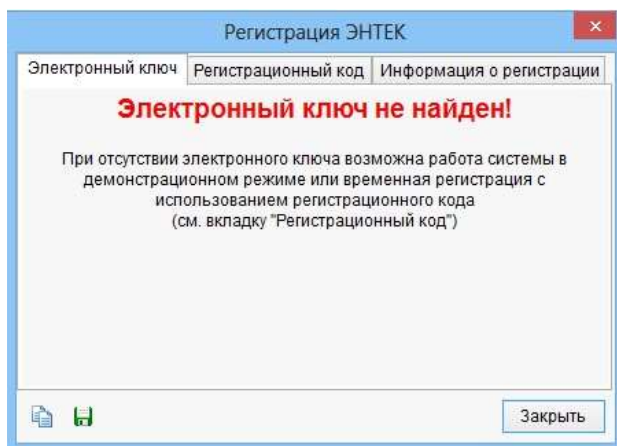 Регистрация ЭНТЕК
Электронный ключ Регистрационный код Информация о регистрации
Электронный ключ не найден!
При отсутствии электронного ключа возможна работа системы в
демонстрационном режиме или временная регистрация с
использованием регистрационного кода
(см. вкладку "Регистрационный код")
Закрыть